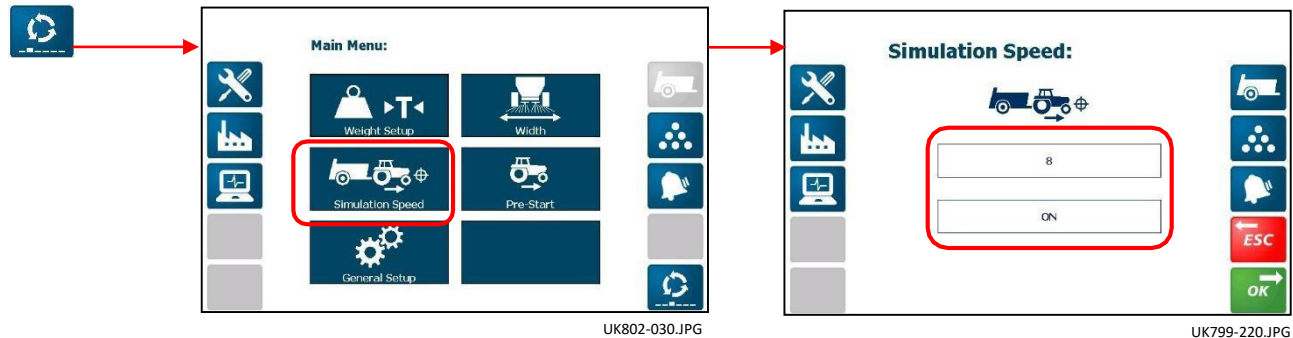 Main Menu:
▸T◂
Weight Setup
Width
Simulation Speed
Pre-Start
General Setup
UK802-030.JPG
Simulation Speed:
8
ON
ESC
OK
UK799-220.JPG